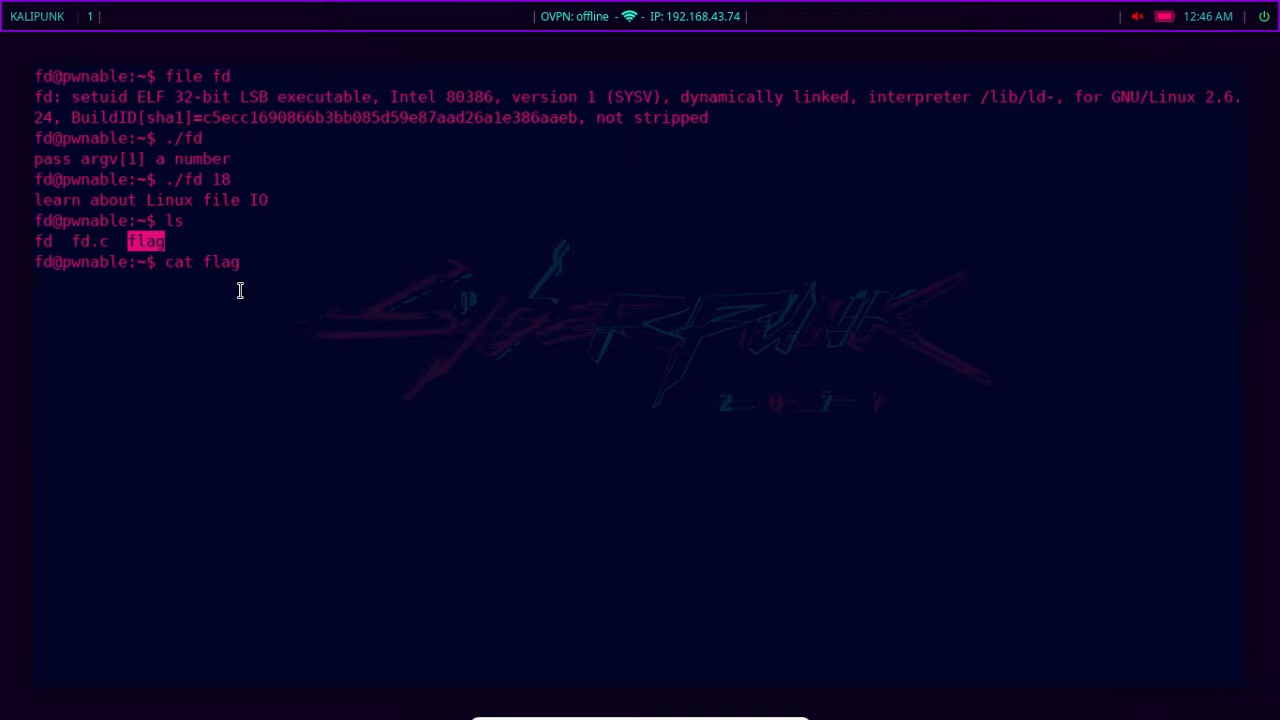 KALIPUNK | 1 | | OVPN: offline - - IP: 192.168.43.74 | | 12:46 AM |
fd@pwnable:~$ file fd
fd: setuid ELF 32-bit LSB executable, Intel 80386, version 1 (SYSV), dynamically linked, interpreter /lib/ld-, for GNU/Linux 2.6.
24, BuildID[sha1]=c5ecc1690866b3bb085d59e87aad26a1e386aaeb, not stripped
fd@pwnable:~$ ./fd
pass argv[1] a number
fd@pwnable:~$ ./fd 18
learn about Linux file IO
fd@pwnable:~$ ls
fd  fd.c  flag
fd@pwnable:~$ cat flag
CYBERPUNK
2077